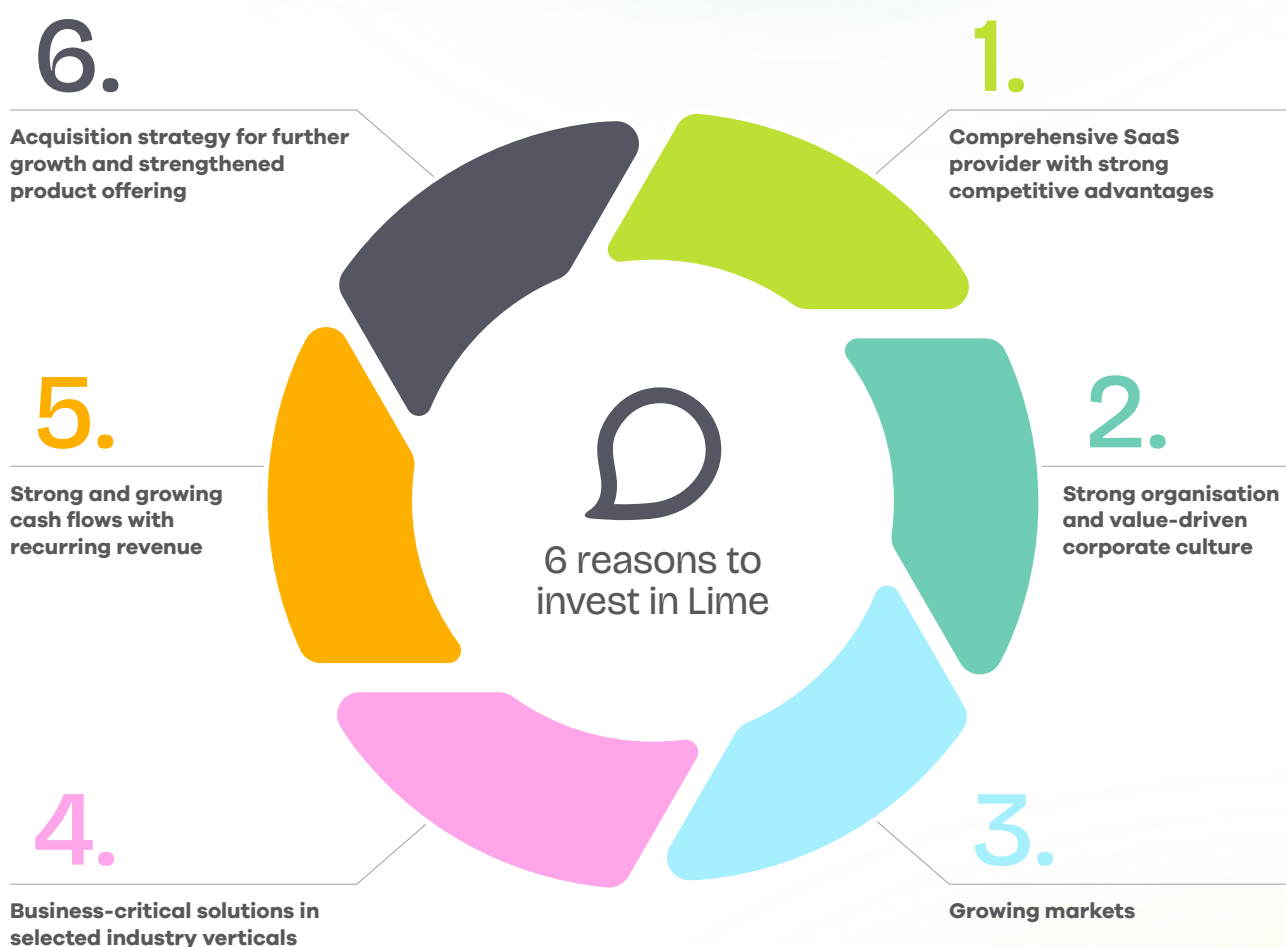 6 reasons to
invest in Lime
1.
Comprehensive SaaS
provider with strong
competitive advantages
2.
Strong organisation
and value-driven
corporate culture
3.
Growing markets
4.
Business-critical solutions in
selected industry verticals
5.
Strong and growing
cash flows with
recurring revenue
6.
Acquisition strategy for further
growth and strengthened
product offering